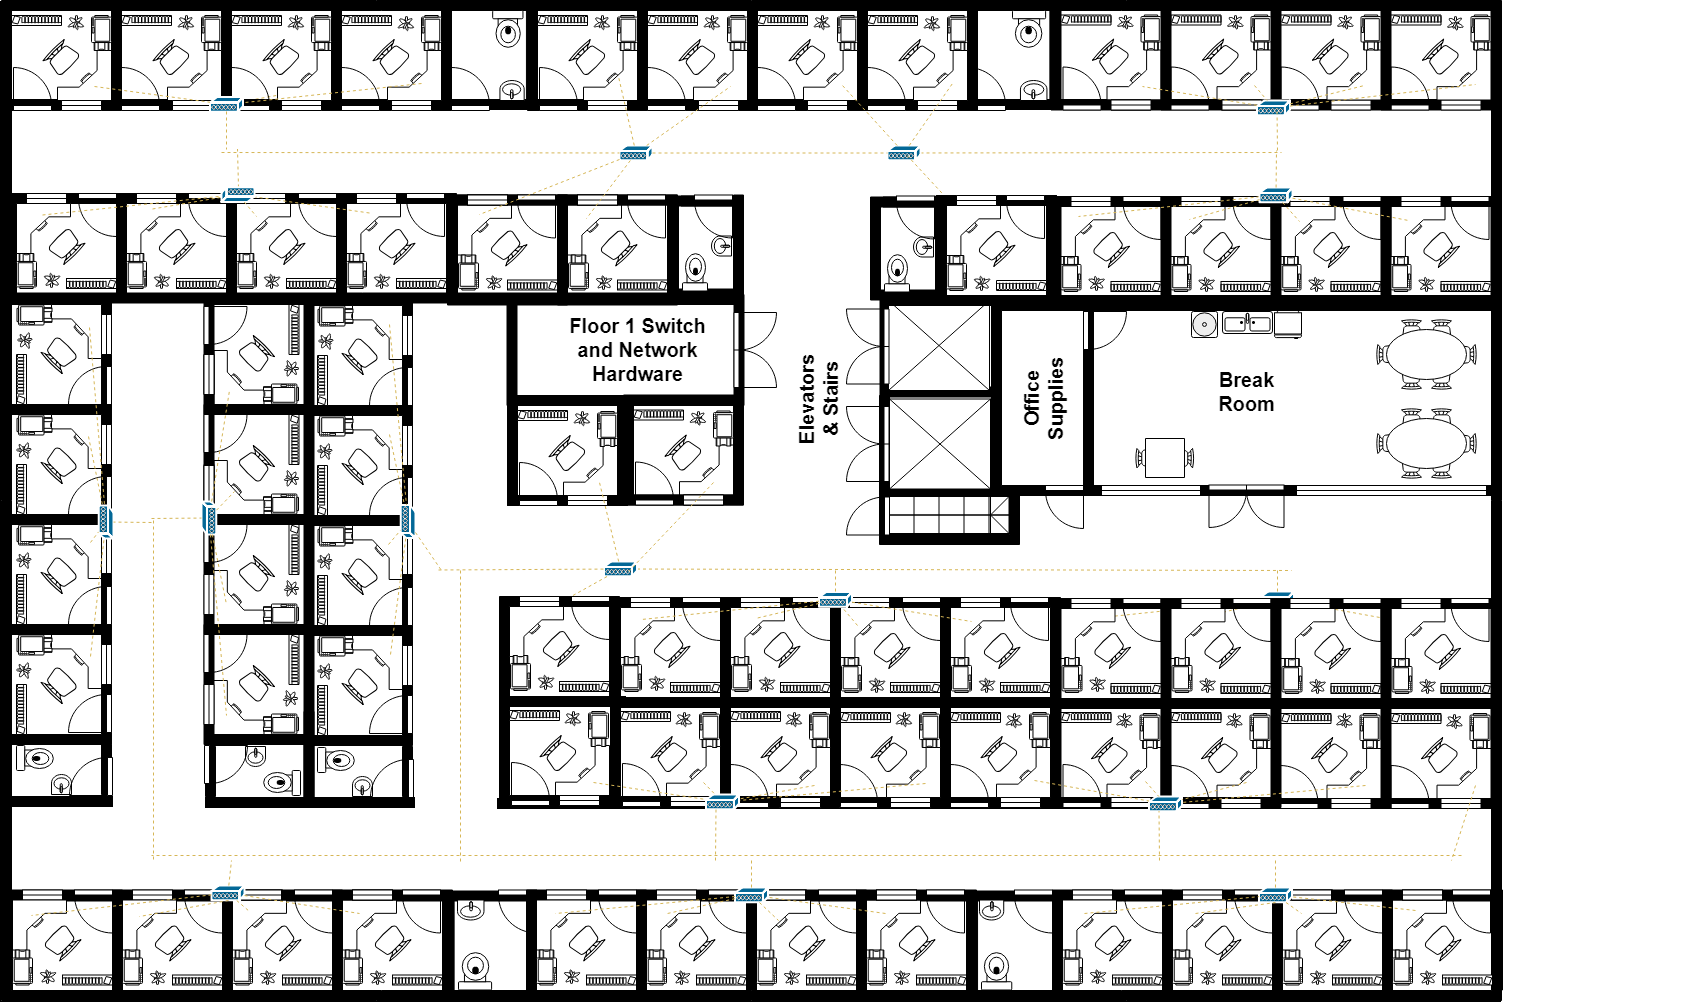 Floor 1 Switch
and Network
Hardware
Elevators
& Stairs
Office
Supplies
Break
Room